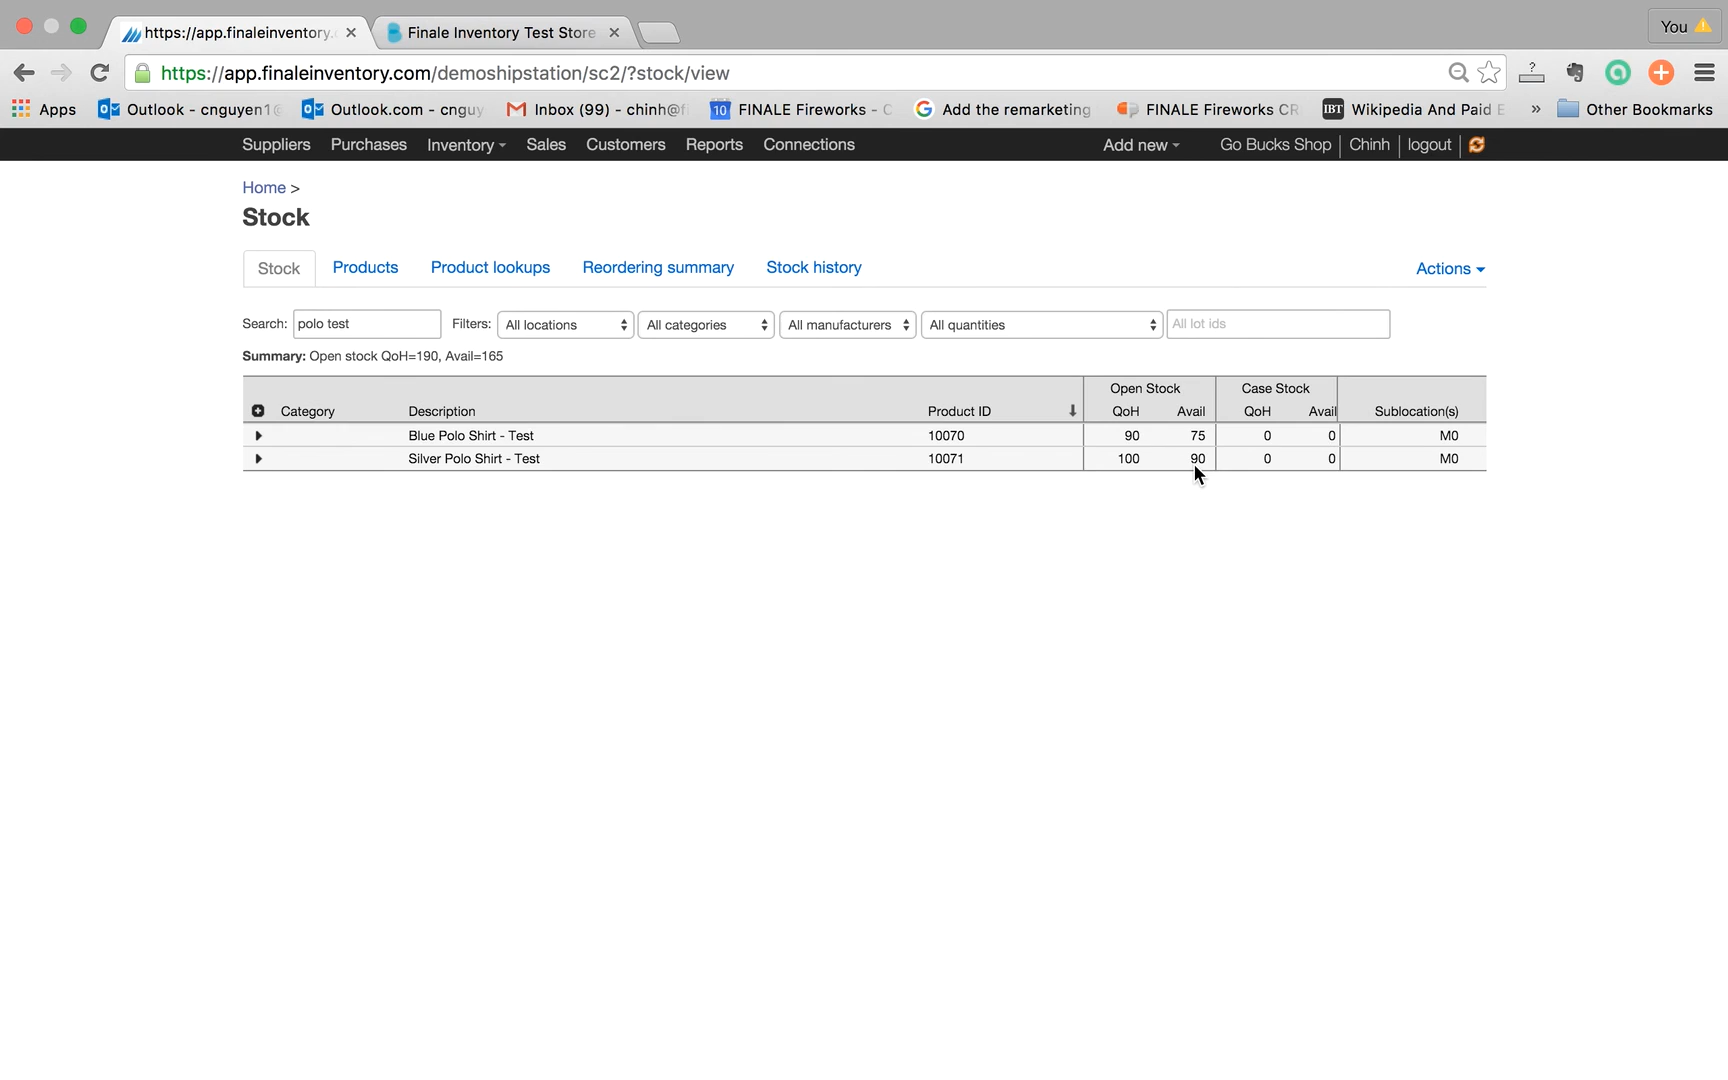 https://app.finaleinventory.c
Finale Inventory Test Store
You
https://app.finaleinventory.com/demoshipstation/sc2/?stock/view
Apps Outlook - cnguyen1@ Outlook.com - cnguy Inbox (99) - chinh@f 10 FINALE Fireworks - C Add the remarketing FINALE Fireworks CR IBT Wikipedia And Paid E » Other Bookmarks
Suppliers Purchases Inventory Sales Customers Reports Connections Add new Go Bucks Shop Chinh logout
Home >
Stock
Stock Products Product lookups Reordering summary Stock history Actions
Search: polo test Filters: All locations All categories All manufacturers All quantities All lot ids
Summary: Open stock QoH=190, Avail=165
Open Stock Case Stock
Category Description Product ID QoH Avail QoH Avail Sublocation(s)
Blue Polo Shirt - Test 10070 90 75 0 0 M0
Silver Polo Shirt - Test 10071 100 90 0 0 M0